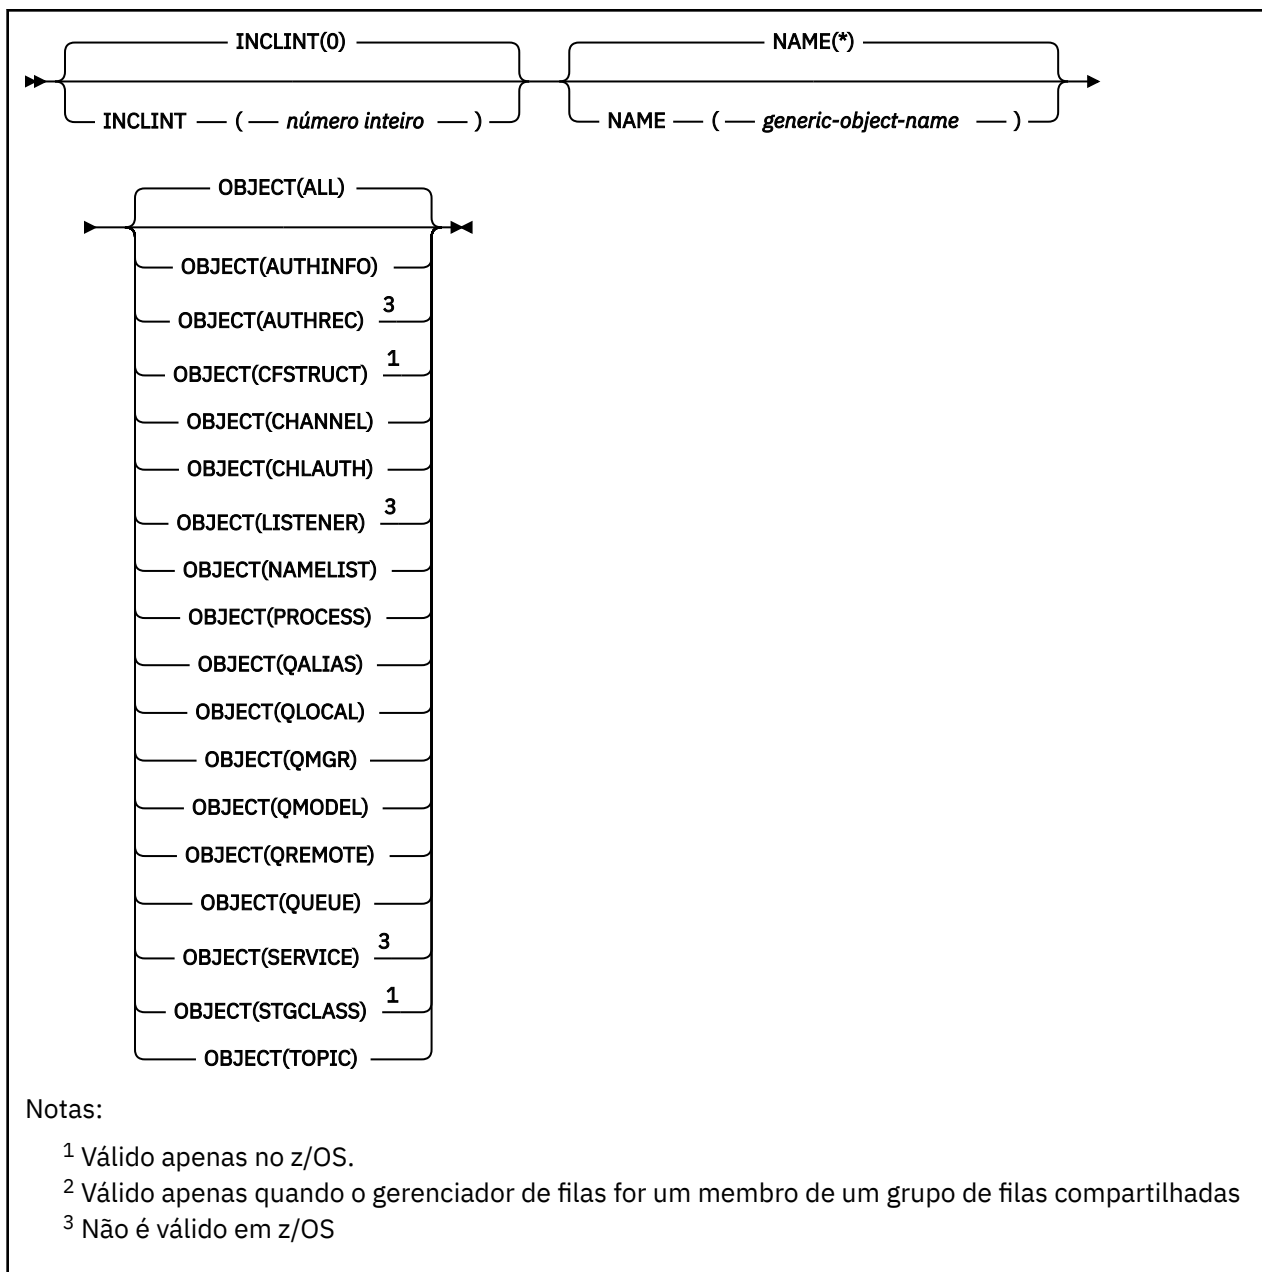 INCLINT(0) NAME(*)
INCLINT ( número inteiro ) NAME ( generic-object-name )
OBJECT(ALL)
OBJECT(AUTHINFO)
OBJECT(AUTHREC) 3
OBJECT(CFSTRUCT) 1
OBJECT(CHANNEL)
OBJECT(CHLAUTH)
OBJECT(LISTENER) 3
OBJECT(NAMELIST)
OBJECT(PROCESS)
OBJECT(QALIAS)
OBJECT(QLOCAL)
OBJECT(QMGR)
OBJECT(QMODEL)
OBJECT(QREMOTE)
OBJECT(QUEUE)
OBJECT(SERVICE) 3
OBJECT(STGCLASS) 1
OBJECT(TOPIC)
Notas:
1 Válido apenas no z/OS.
2 Válido apenas quando o gerenciador de filas for um membro de um grupo de filas compartilhadas
3 Não é válido em z/OS